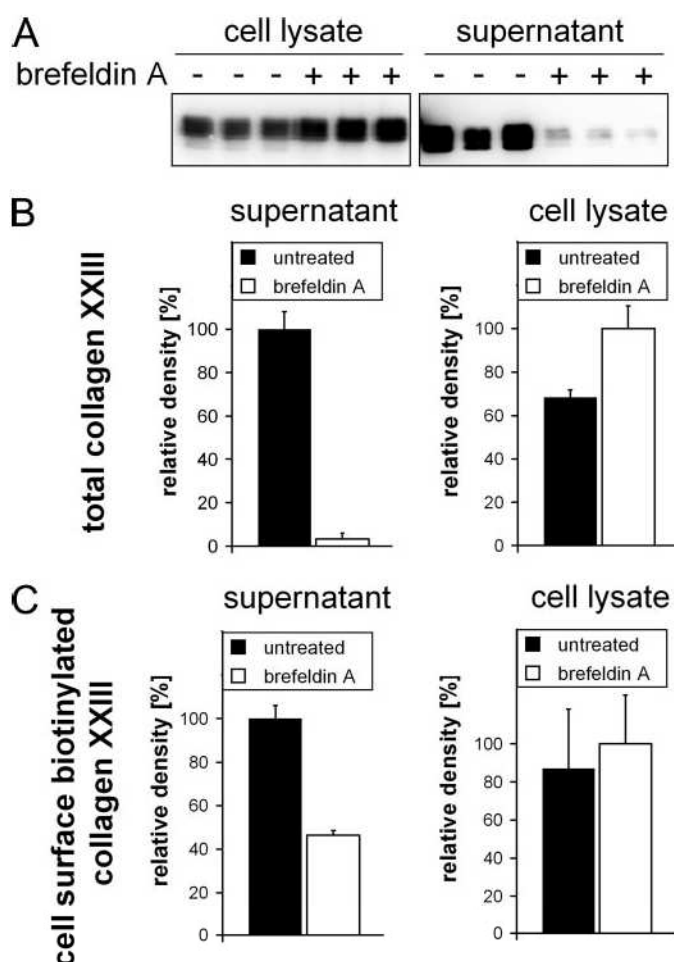 A
cell lysate supernatant
brefeldin A - - - + + + - - - + + +
B
total collagen XXIII
supernatant
untreated
brefeldin A
relative density [%]
100
80
60
40
20
0
cell lysate
untreated
brefeldin A
relative density [%]
100
80
60
40
20
0
C
cell surface biotinylated
collagen XXIII
supernatant
untreated
brefeldin A
relative density [%]
100
80
60
40
20
0
cell lysate
untreated
brefeldin A
relative density [%]
100
80
60
40
20
0